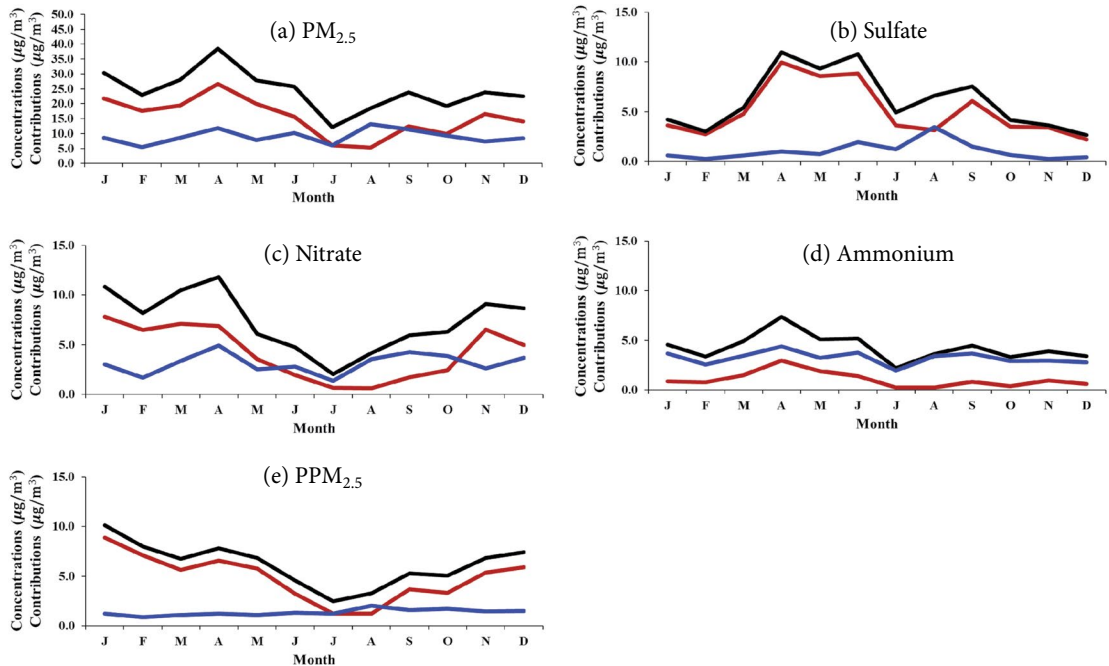 (a) PM2.5
Concentrations (μg/m³)
Contributions (μg/m³)
50.0
45.0
40.0
35.0
30.0
25.0
20.0
15.0
10.0
5.0
0.0
J F M A M J J A S O N D
Month
(b) Sulfate
Concentrations (μg/m³)
Contributions (μg/m³)
15.0
10.0
5.0
0.0
J F M A M J J A S O N D
Month
(c) Nitrate
Concentrations (μg/m³)
Contributions (μg/m³)
15.0
10.0
5.0
0.0
J F M A M J J A S O N D
Month
(d) Ammonium
Concentrations (μg/m³)
Contributions (μg/m³)
15.0
10.0
5.0
0.0
J F M A M J J A S O N D
Month
(e) PPM2.5
Concentrations (μg/m³)
Contributions (μg/m³)
15.0
10.0
5.0
0.0
J F M A M J J A S O N D
Month